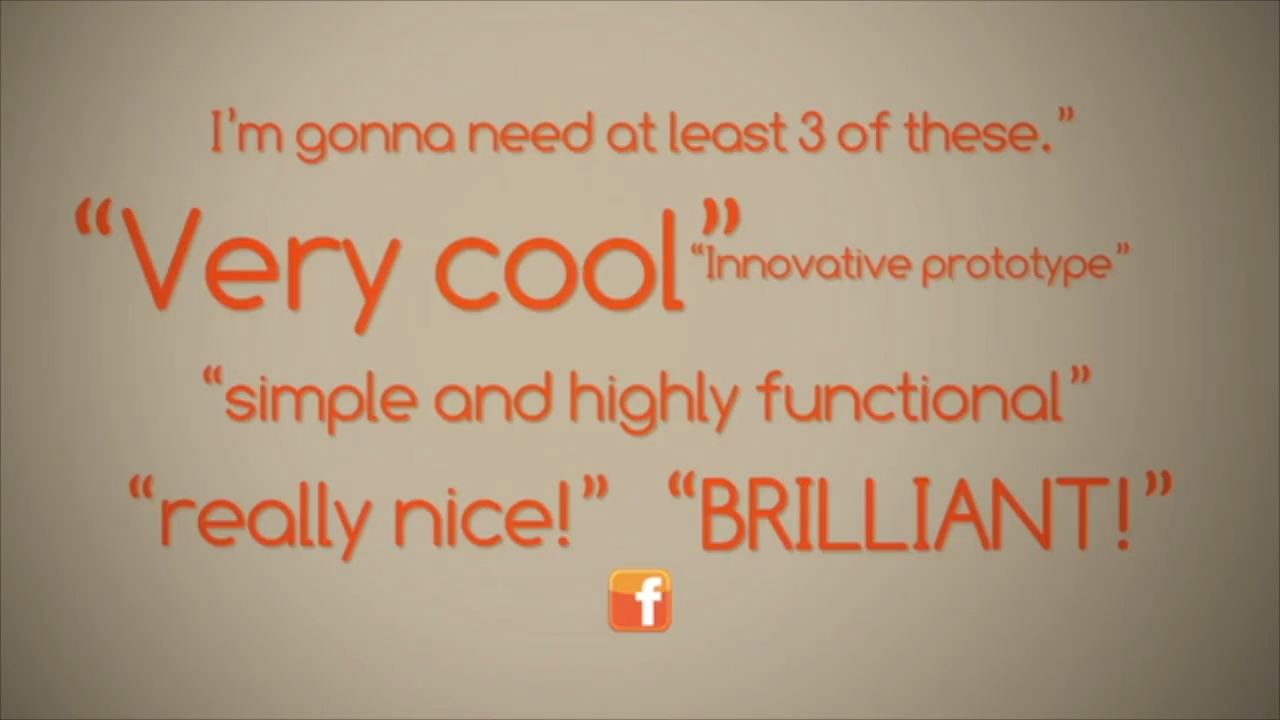 I'm gonna need at least 3 of these.”
“Very cool” “Innovative prototype”
“simple and highly functional”
“really nice!” “BRILLIANT!”
f